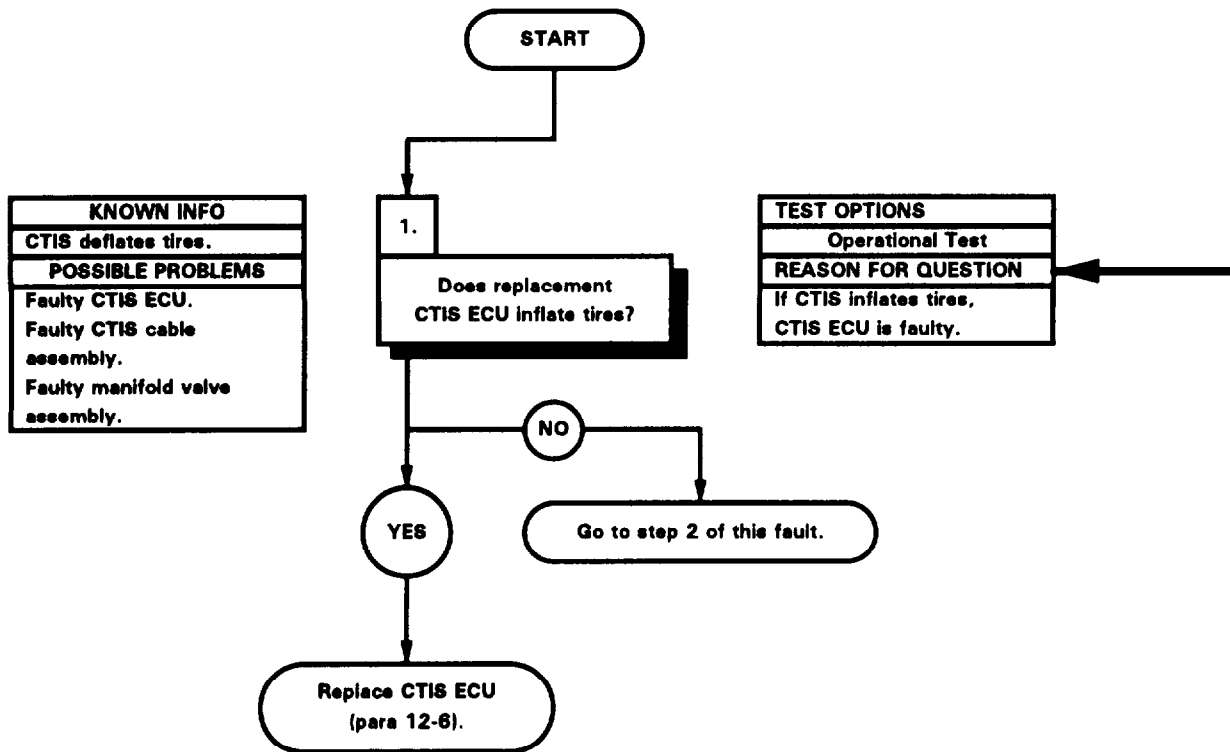 START
KNOWN INFO
CTIS deflates tires.
POSSIBLE PROBLEMS
Faulty CTIS ECU.
Faulty CTIS cable
assembly.
Faulty manifold valve
assembly.
1.
Does replacement
CTIS ECU inflate tires?
TEST OPTIONS
Operational Test
REASON FOR QUESTION
If CTIS inflates tires,
CTIS ECU is faulty.
NO
YES
Go to step 2 of this fault.
Replace CTIS ECU
(para 12-6).